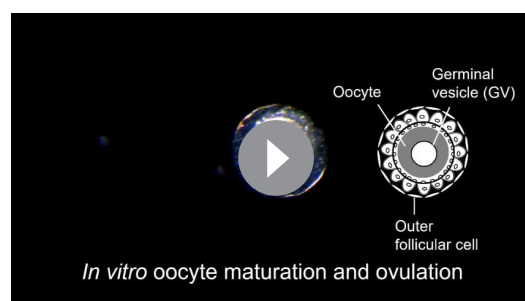 Germinal
vesicle (GV)
Oocyte
Outer
follicular cell
In vitro oocyte maturation and ovulation